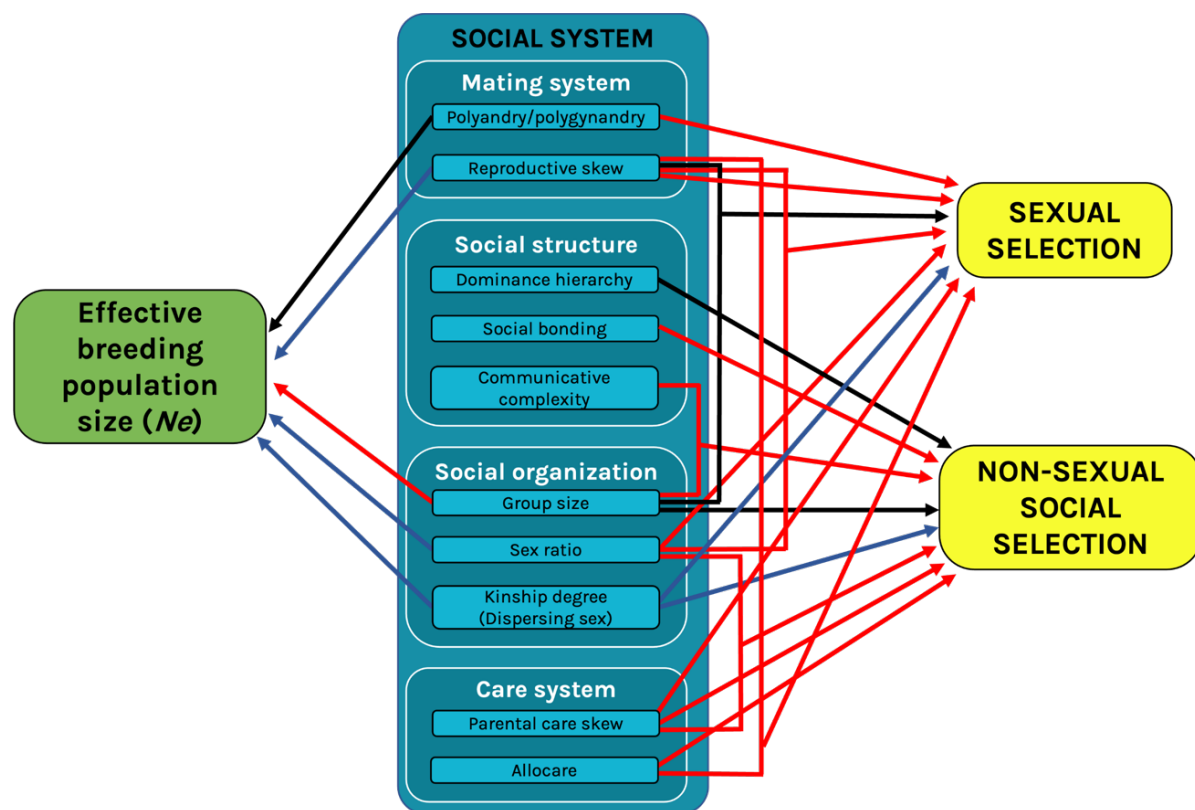 SOCIAL SYSTEM
Mating system
Polyandry/polygynandry
Reproductive skew
Social structure
Dominance hierarchy
Social bonding
Communicative
complexity
Social organization
Group size
Sex ratio
Kinship degree
(Dispersing sex)
Care system
Parental care skew
Allocare
Effective
breeding
population
size (Ne)
SEXUAL
SELECTION
NON-SEXUAL
SOCIAL
SELECTION